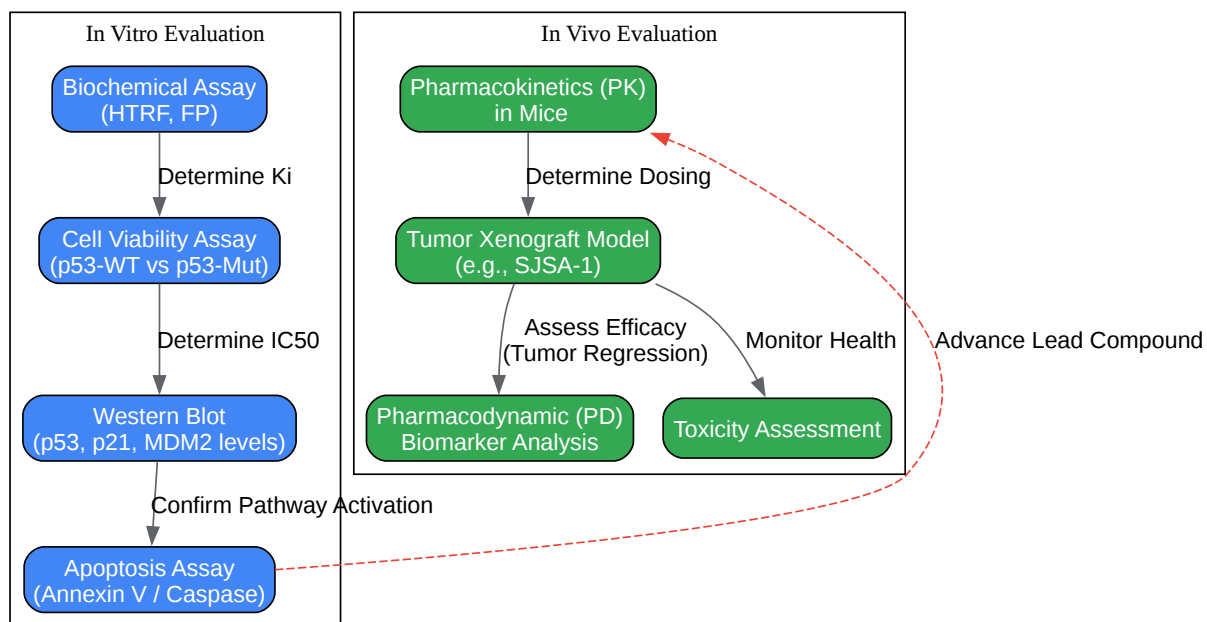 In Vitro Evaluation
Biochemical Assay
(HTRF, FP)
Determine Ki
Cell Viability Assay
(p53-WT vs p53-Mut)
Determine IC50
Western Blot
(p53, p21, MDM2 levels)
Confirm Pathway Activation
Apoptosis Assay
(Annexin V / Caspase)
In Vivo Evaluation
Pharmacokinetics (PK)
in Mice
Determine Dosing
Tumor Xenograft Model
(e.g., SJSA-1)
Assess Efficacy
(Tumor Regression)
Monitor Health
Pharmacodynamic (PD)
Biomarker Analysis
Toxicity Assessment
Advance Lead Compound